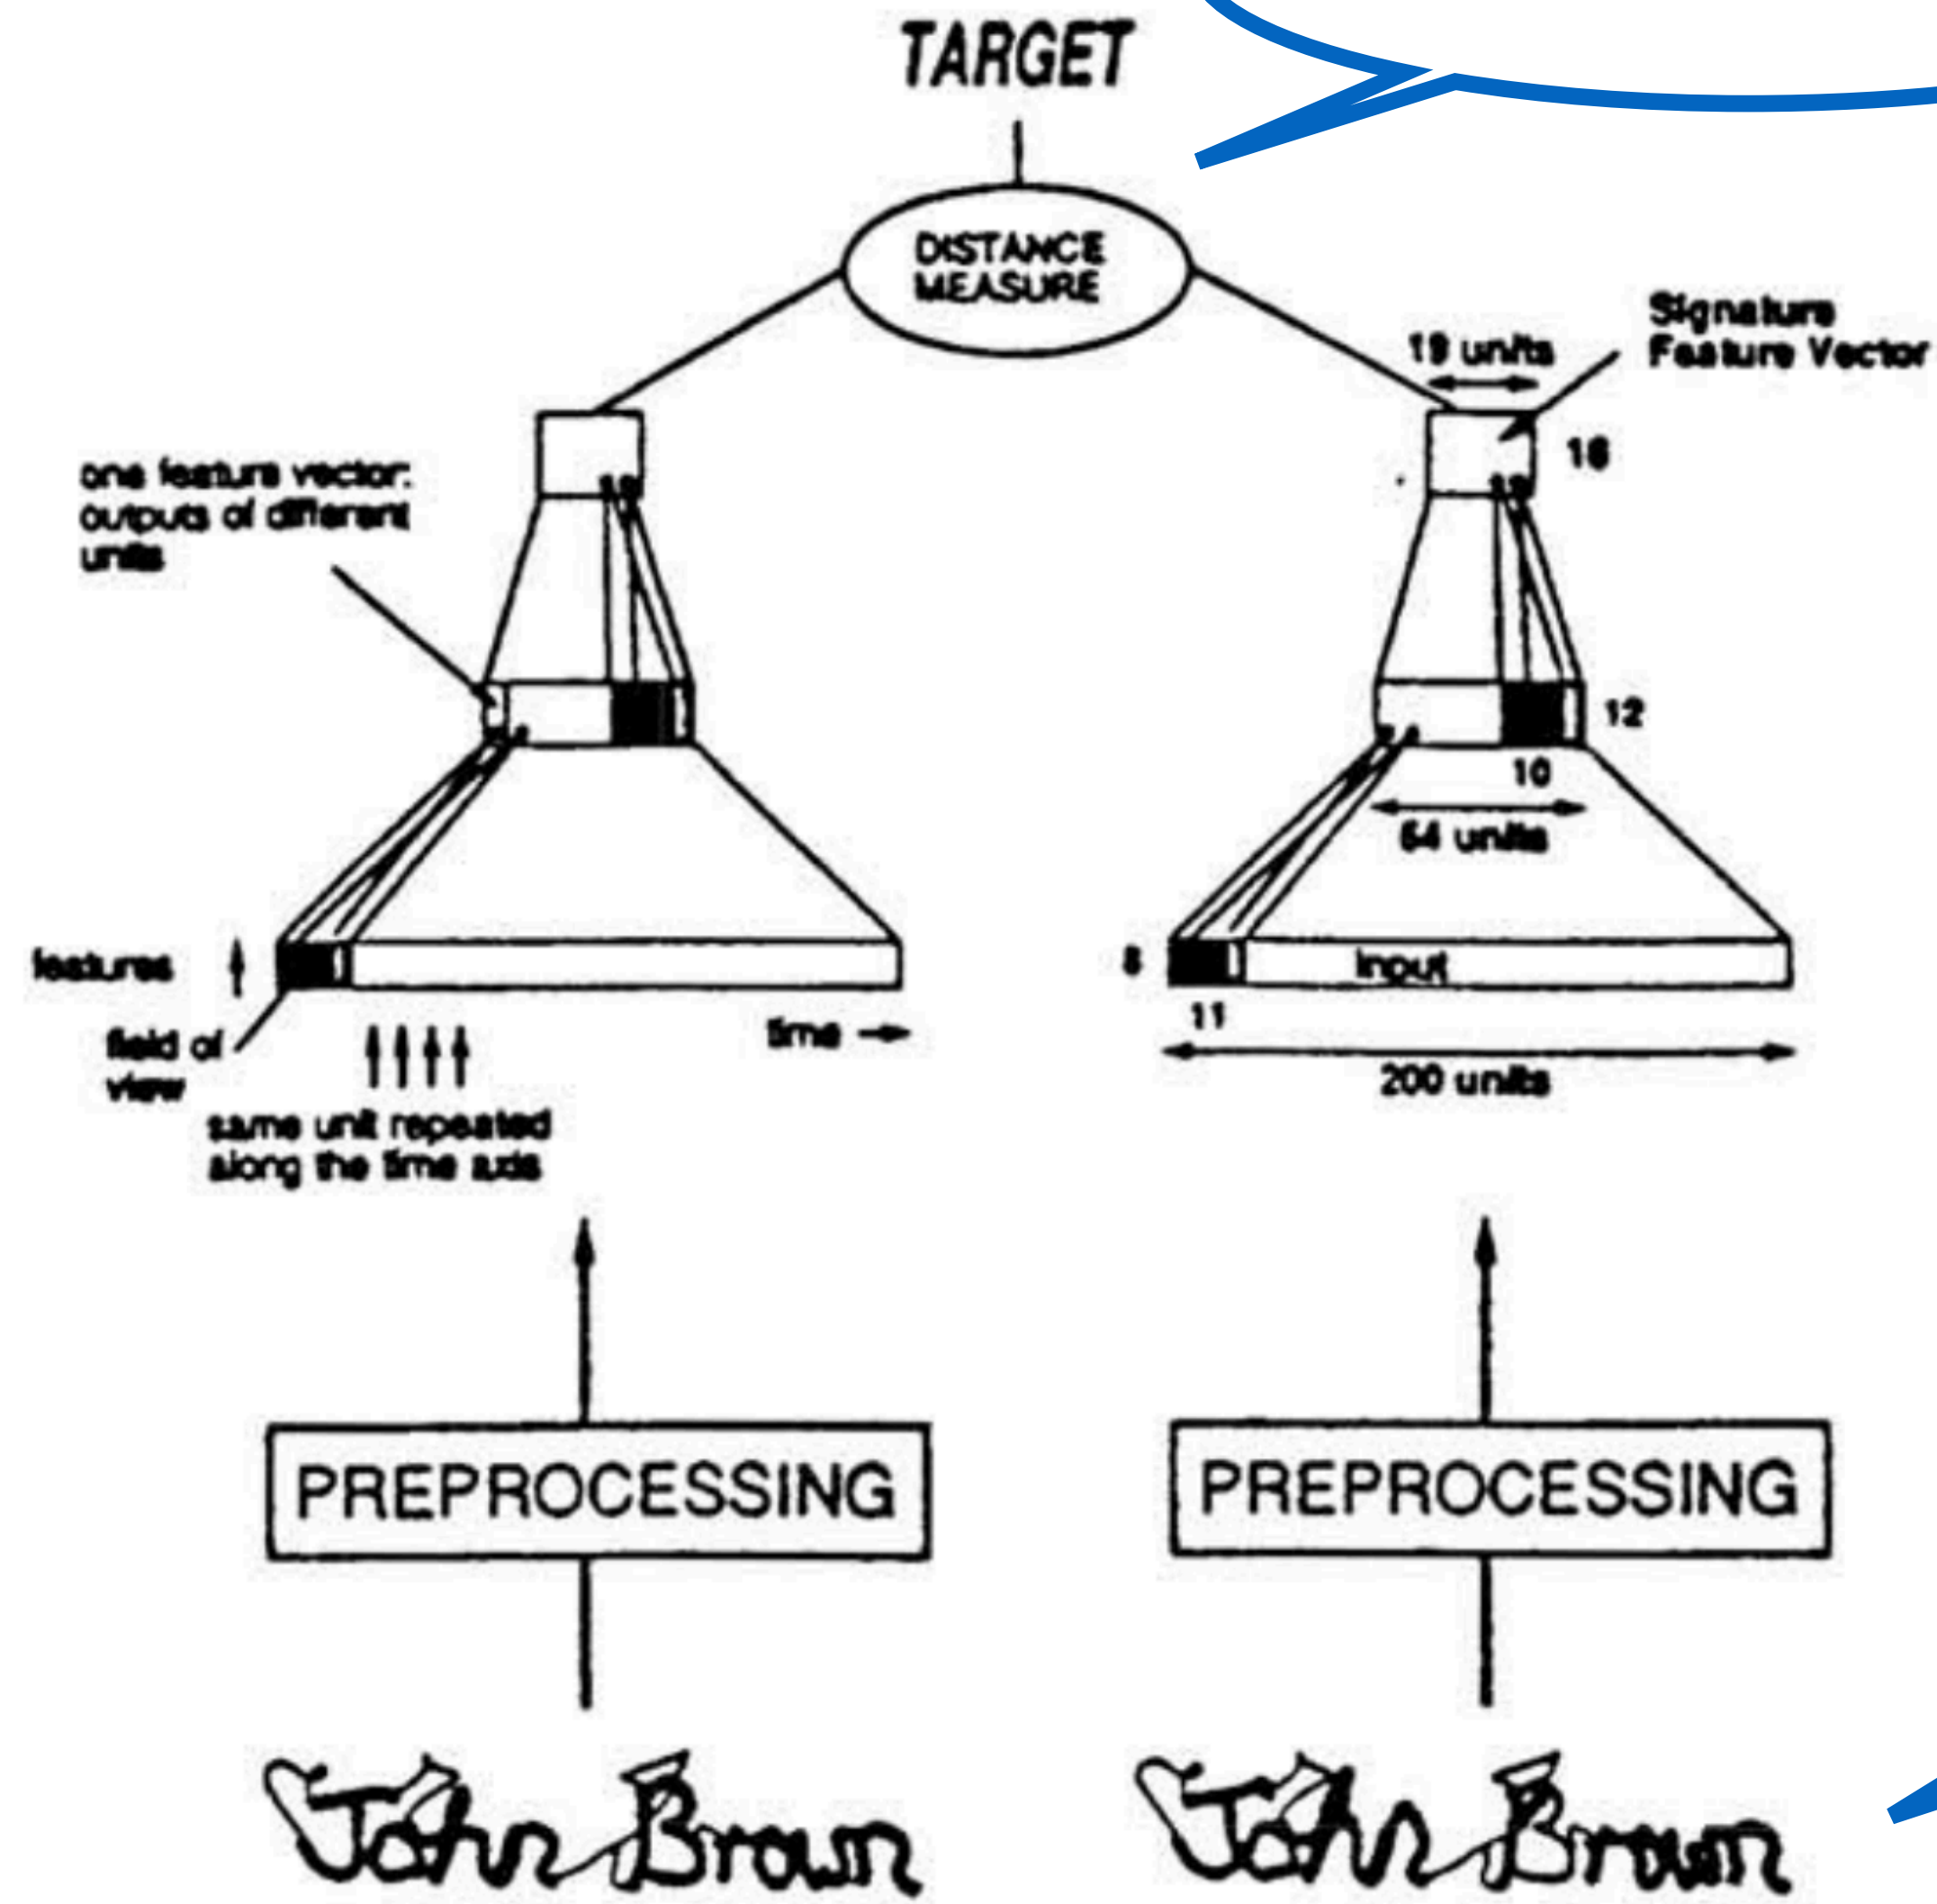 TARGET
DISTANCE
MEASURE
19 units
Signature
Feature Vector
16
one feature vector:
outputs of different
units
12
10
64 units
features
8
input
field of
view
11
time
200 units
same unit repeated
along the time axis
PREPROCESSING
PREPROCESSING
John Brown
John Brown